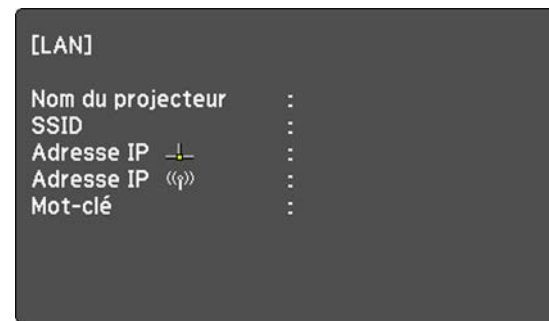 [LAN]
Nom du projecteur :
SSID :
Adresse IP :
Adresse IP :
Mot-clé :